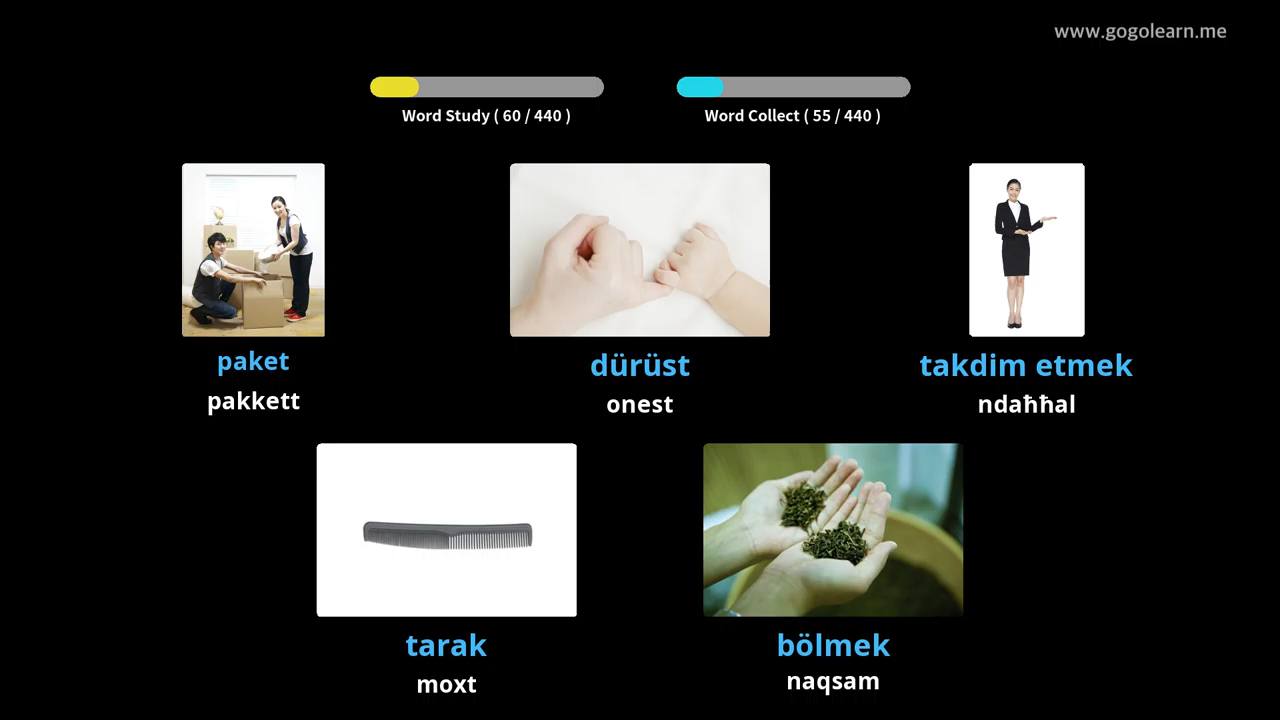 www.gogolearn.me
Word Study ( 60 / 440 )
Word Collect ( 55 / 440 )
paket
pakkett
dürüst
onest
takdim etmek
ndaħħal
tarak
moxt
bölmek
naqsam